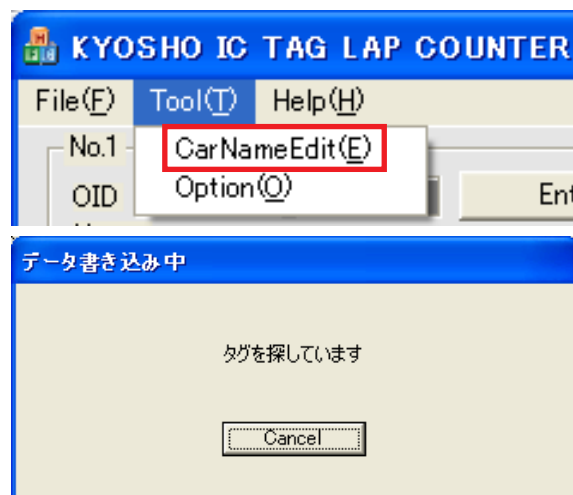 KYOSHO IC TAG LAP COUNTER
File(F) Tool(T) Help(H)
No.1
CarNameEdit(E)
OID
Option(O)
データ書き込み中
タグを探しています
Cancel